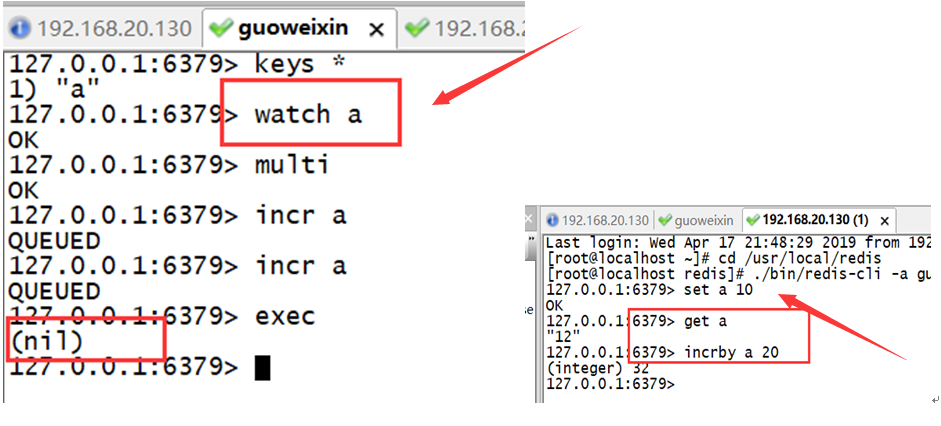 192.168.20.130 guoweixin × 192.168.2
127.0.0.1:6379> keys *
1) "a"
127.0.0.1:6379> watch a
OK
127.0.0.1:6379> multi
OK
127.0.0.1:6379> incr a
QUEUED
127.0.0.1:6379> incr a
QUEUED
127.0.0.1:6379> exec
(nil)
127.0.0.1:6379>
192.168.20.130 guoweixin 192.168.20.130 (1) ×
Last login: Wed Apr 17 21:48:29 2019 from 192
[root@localhost ~]# cd /usr/local/redis
[root@localhost redis]# ./bin/redis-cli -a gu
127.0.0.1:6379> set a 10
OK
127.0.0.1:6379> get a
"12"
127.0.0.1:6379> incrby a 20
(integer) 32
127.0.0.1:6379>